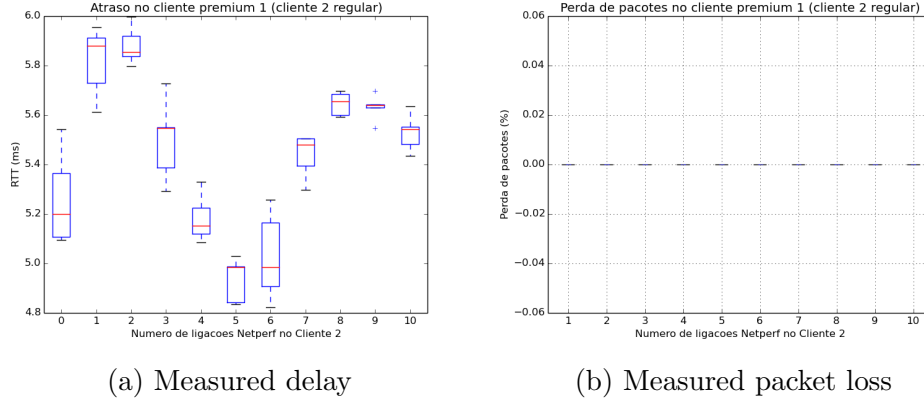 Atraso no cliente premium 1 (cliente 2 regular)
6.0
5.8
5.6
5.4
5.2
5.0
4.8
RTT (ms)
0 1 2 3 4 5 6 7 8 9 10
Numero de ligacoes Netperf no Cliente 2
(a) Measured delay
Perda de pacotes no cliente premium 1 (cliente 2 regular)
0.06
0.04
0.02
0.00
−0.02
−0.04
−0.06
Perda de pacotes (%)
1 2 3 4 5 6 7 8 9 10
Numero de ligacoes Netperf no Cliente 2
(b) Measured packet loss